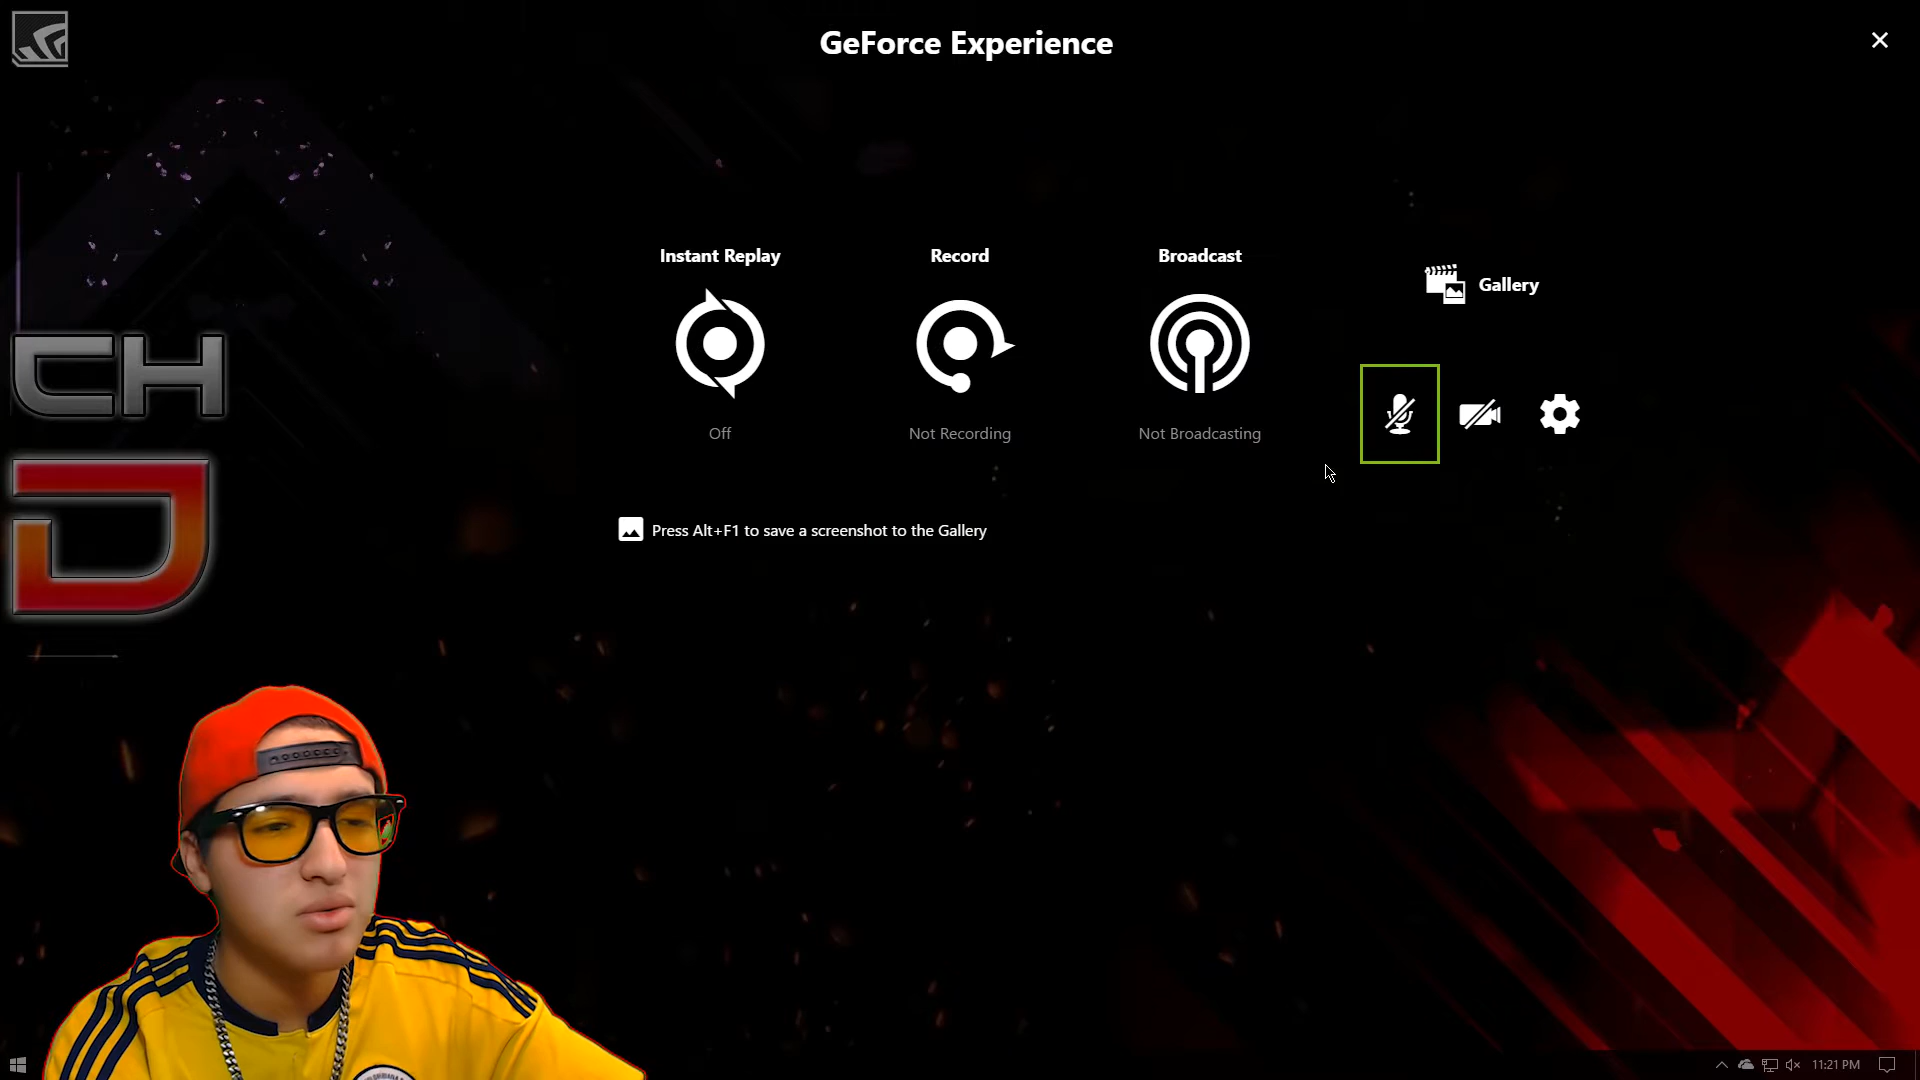 GeForce Experience
Instant Replay
Record
Broadcast
Gallery
Off
Not Recording
Not Broadcasting
Press Alt+F1 to save a screenshot to the Gallery
CH
D
11:21 PM